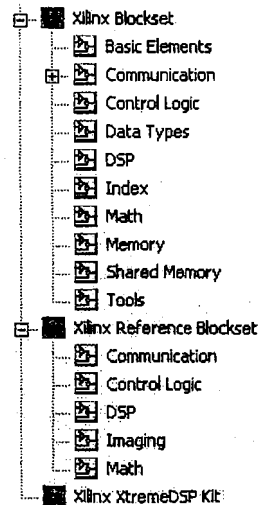 Xilinx Blockset
Basic Elements
Communication
Control Logic
Data Types
DSP
Index
Math
Memory
Shared Memory
Tools
Xilinx Reference Blockset
Communication
Control Logic
DSP
Imaging
Math
Xilinx XtremeDSP Kit